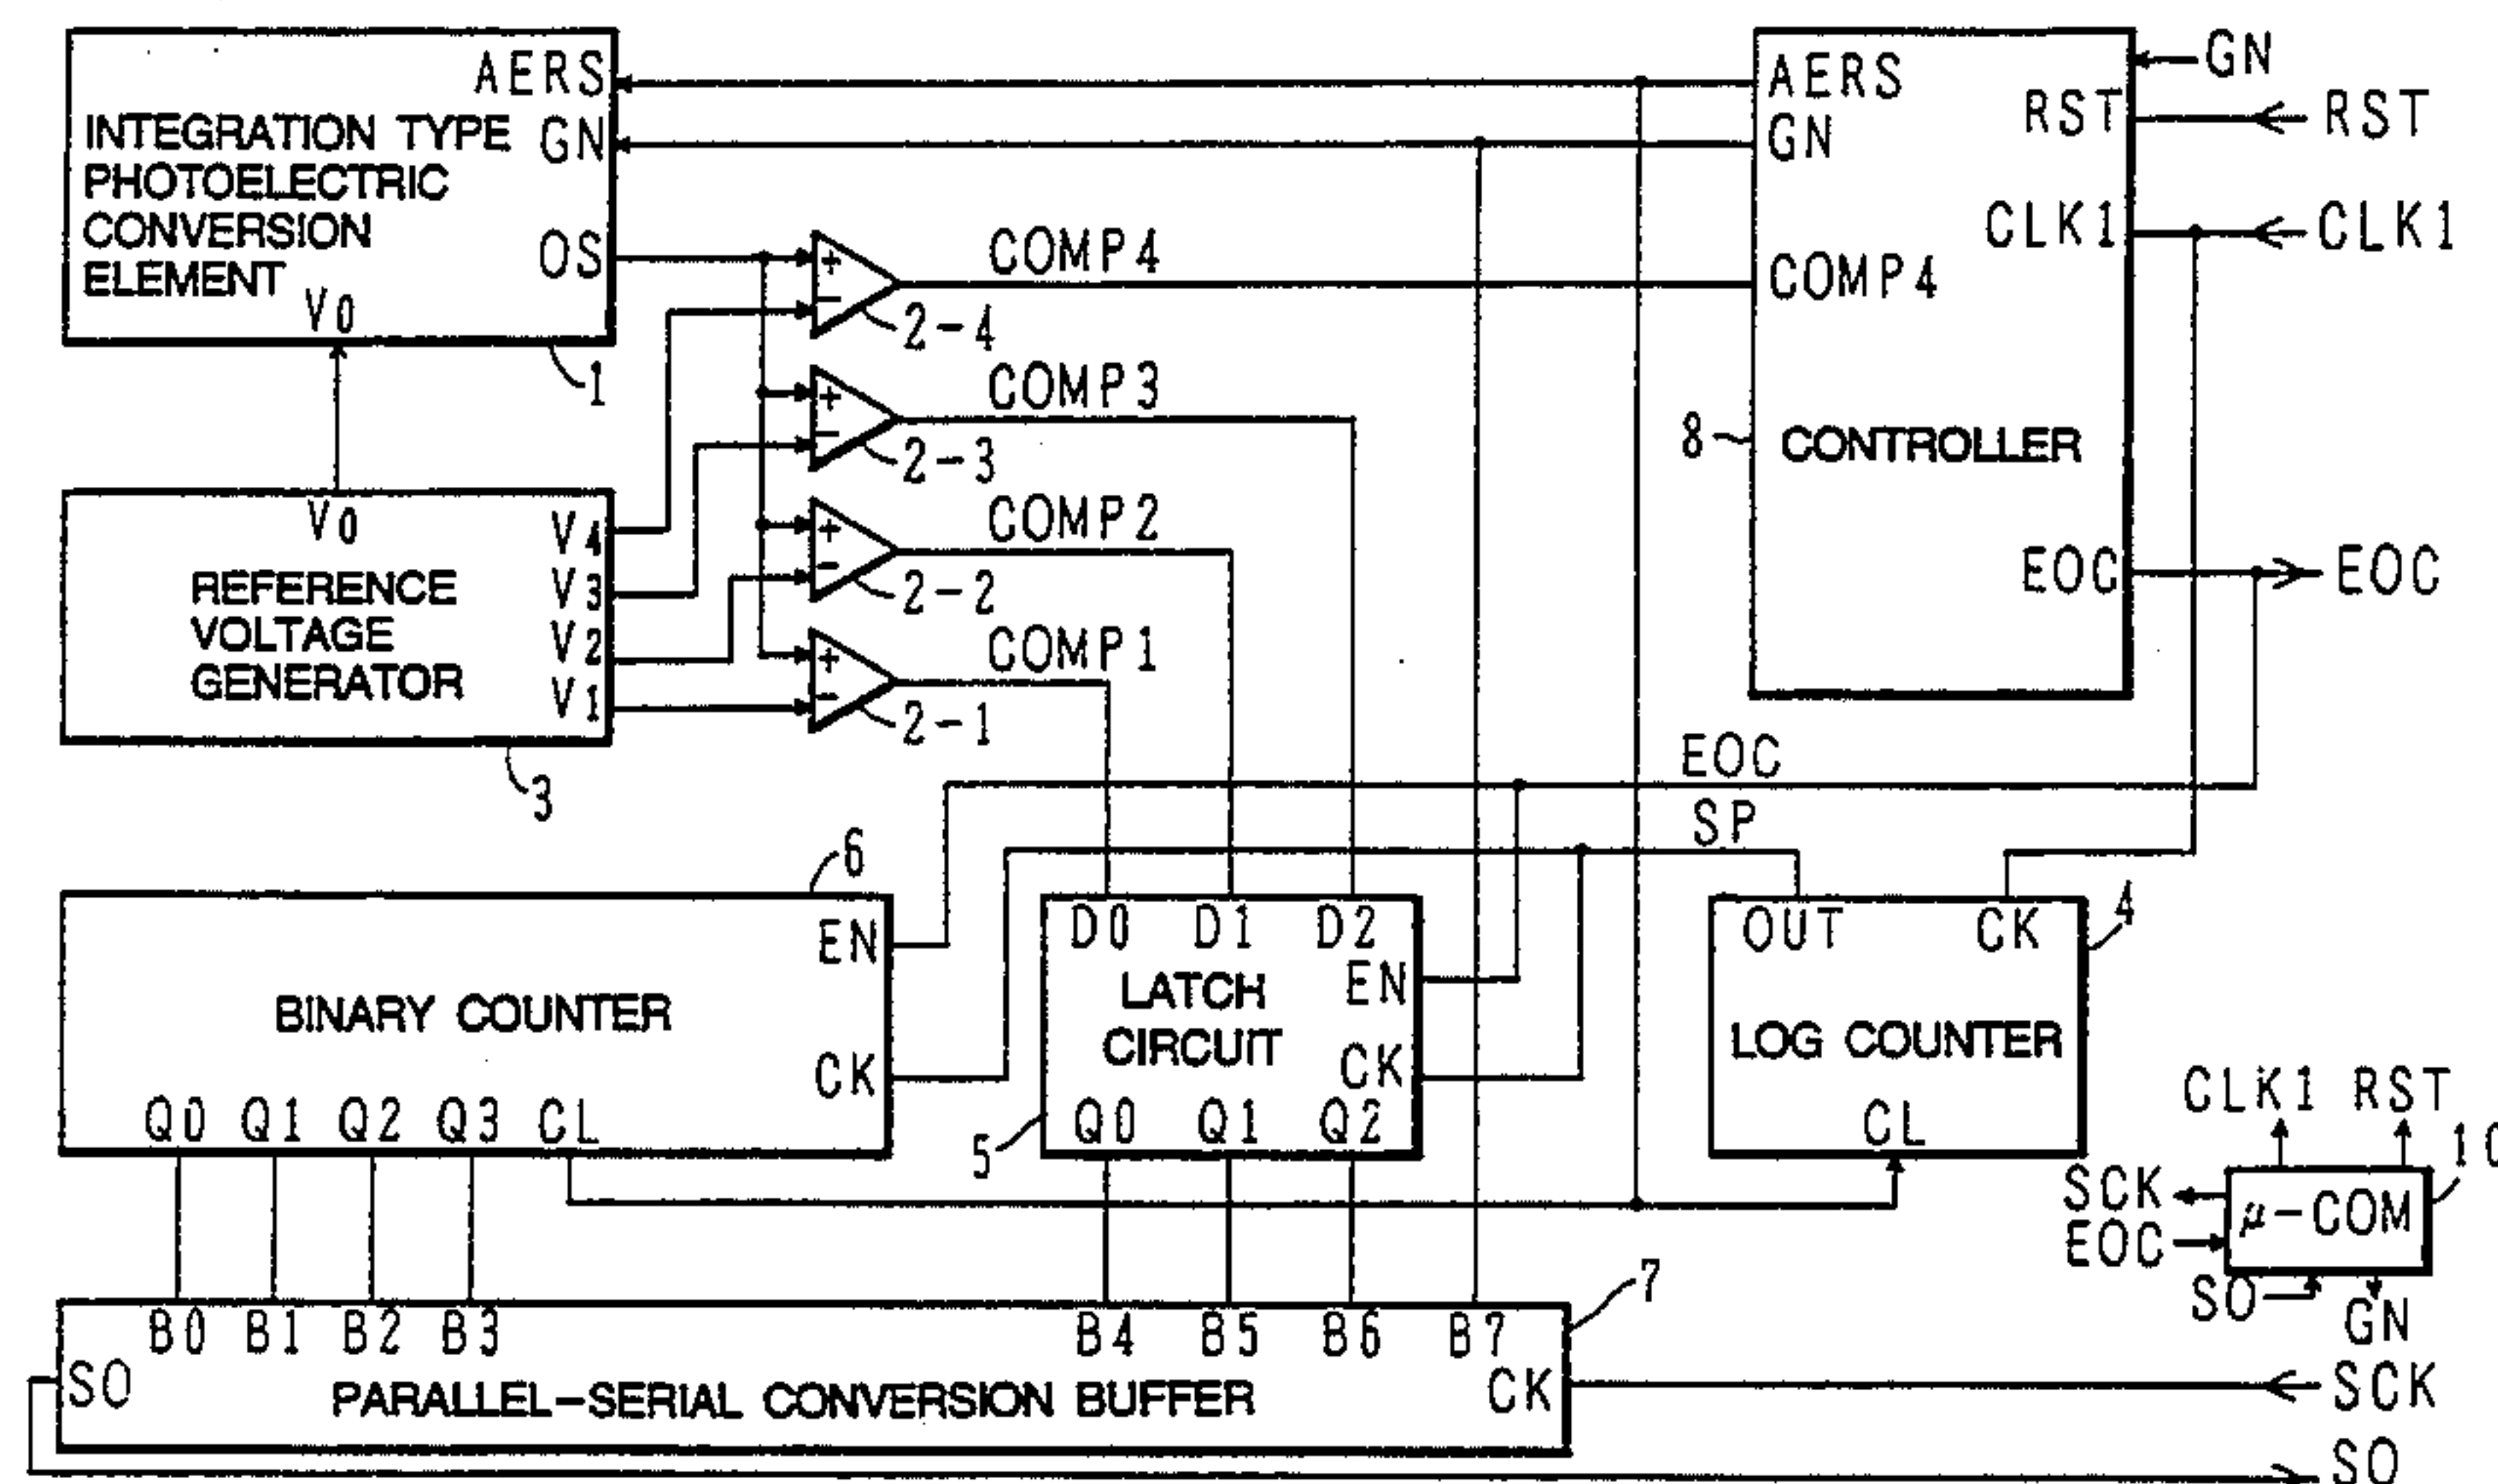 AERS
INTEGRATION TYPE
PHOTOELECTRIC
CONVERSION
ELEMENT
GN
OS
V0
1
AERS
GN
COMP4
RST
CLK1
8
CONTROLLER
EOC
GN
RST
CLK1
EOC
COMP4
+
-
2-4
COMP3
+
-
2-3
COMP2
+
-
2-2
COMP1
+
-
2-1
V0
V4
V3
V2
V1
REFERENCE
VOLTAGE
GENERATOR
3
EOC
SP
6
EN
BINARY COUNTER
CK
Q0 Q1 Q2 Q3 CL
D0 D1 D2
LATCH
CIRCUIT
EN
CK
5
Q0 Q1 Q2
OUT CK
4
LOG COUNTER
CL
CLK1 RST
10
SCK
EOC
μ-COM
SO
GN
7
B0 B1 B2 B3 B4 B5 B6 B7
SO
PARALLEL-SERIAL CONVERSION BUFFER
CK
SCK
SO